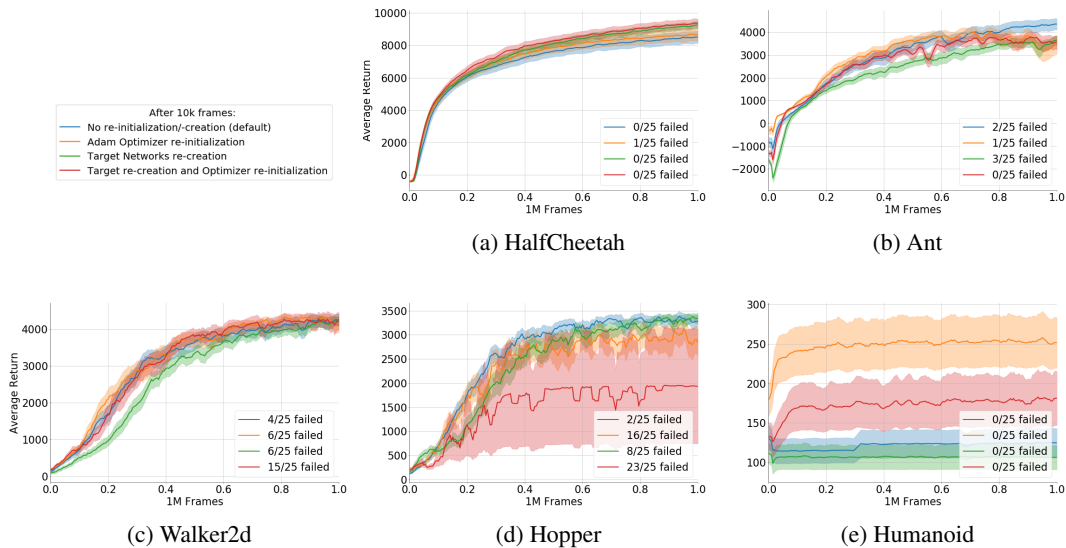 After 10k frames:
No re-initialization/-creation (default)
Adam Optimizer re-initialization
Target Networks re-creation
Target re-creation and Optimizer re-initialization
Average Return
10000
8000
6000
4000
2000
0
0/25 failed
1/25 failed
0/25 failed
0/25 failed
0.0 0.2 0.4 0.6 0.8 1.0
1M Frames
(a) HalfCheetah
4000
3000
2000
1000
0
−1000
−2000
2/25 failed
1/25 failed
3/25 failed
0/25 failed
0.0 0.2 0.4 0.6 0.8 1.0
1M Frames
(b) Ant
Average Return
4000
3000
2000
1000
0
4/25 failed
6/25 failed
6/25 failed
15/25 failed
0.0 0.2 0.4 0.6 0.8 1.0
1M Frames
(c) Walker2d
3500
3000
2500
2000
1500
1000
500
0
2/25 failed
16/25 failed
8/25 failed
23/25 failed
0.0 0.2 0.4 0.6 0.8 1.0
1M Frames
(d) Hopper
300
250
200
150
100
0/25 failed
0/25 failed
0/25 failed
0/25 failed
0.0 0.2 0.4 0.6 0.8 1.0
1M Frames
(e) Humanoid